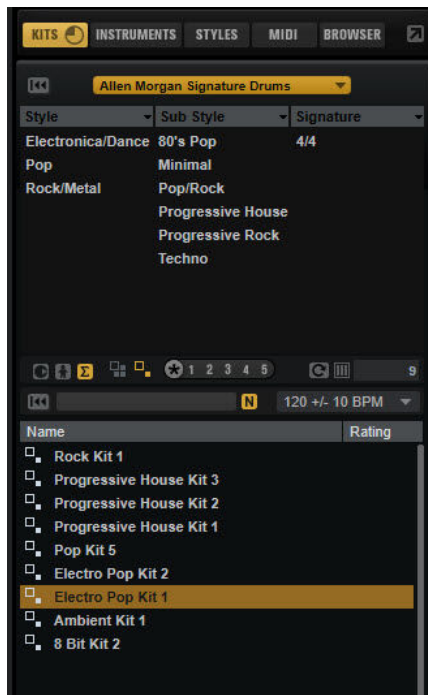 KITS INSTRUMENTS STYLES MIDI BROWSER
Allen Morgan Signature Drums
Style Sub Style Signature
Electronica/Dance 80's Pop 4/4
Pop Minimal
Rock/Metal Pop/Rock
Progressive House
Progressive Rock
Techno
Σ 1 2 3 4 5 9
N 120 +/- 10 BPM
Name Rating
Rock Kit 1
Progressive House Kit 3
Progressive House Kit 2
Progressive House Kit 1
Pop Kit 5
Electro Pop Kit 2
Electro Pop Kit 1
Ambient Kit 1
8 Bit Kit 2